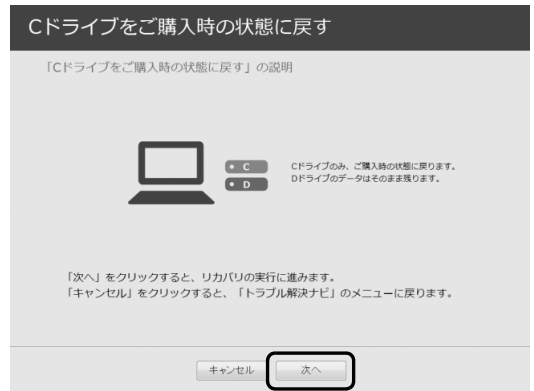 Cドライブをご購入時の状態に戻す
「Cドライブをご購入時の状態に戻す」の説明
C
D
Cドライブのみ、ご購入時の状態に戻ります。
Dドライブのデータはそのまま残ります。
「次へ」をクリックすると、リカバリの実行に進みます。
「キャンセル」をクリックすると、「トラブル解決ナビ」のメニューに戻ります。
キャンセル
次へ